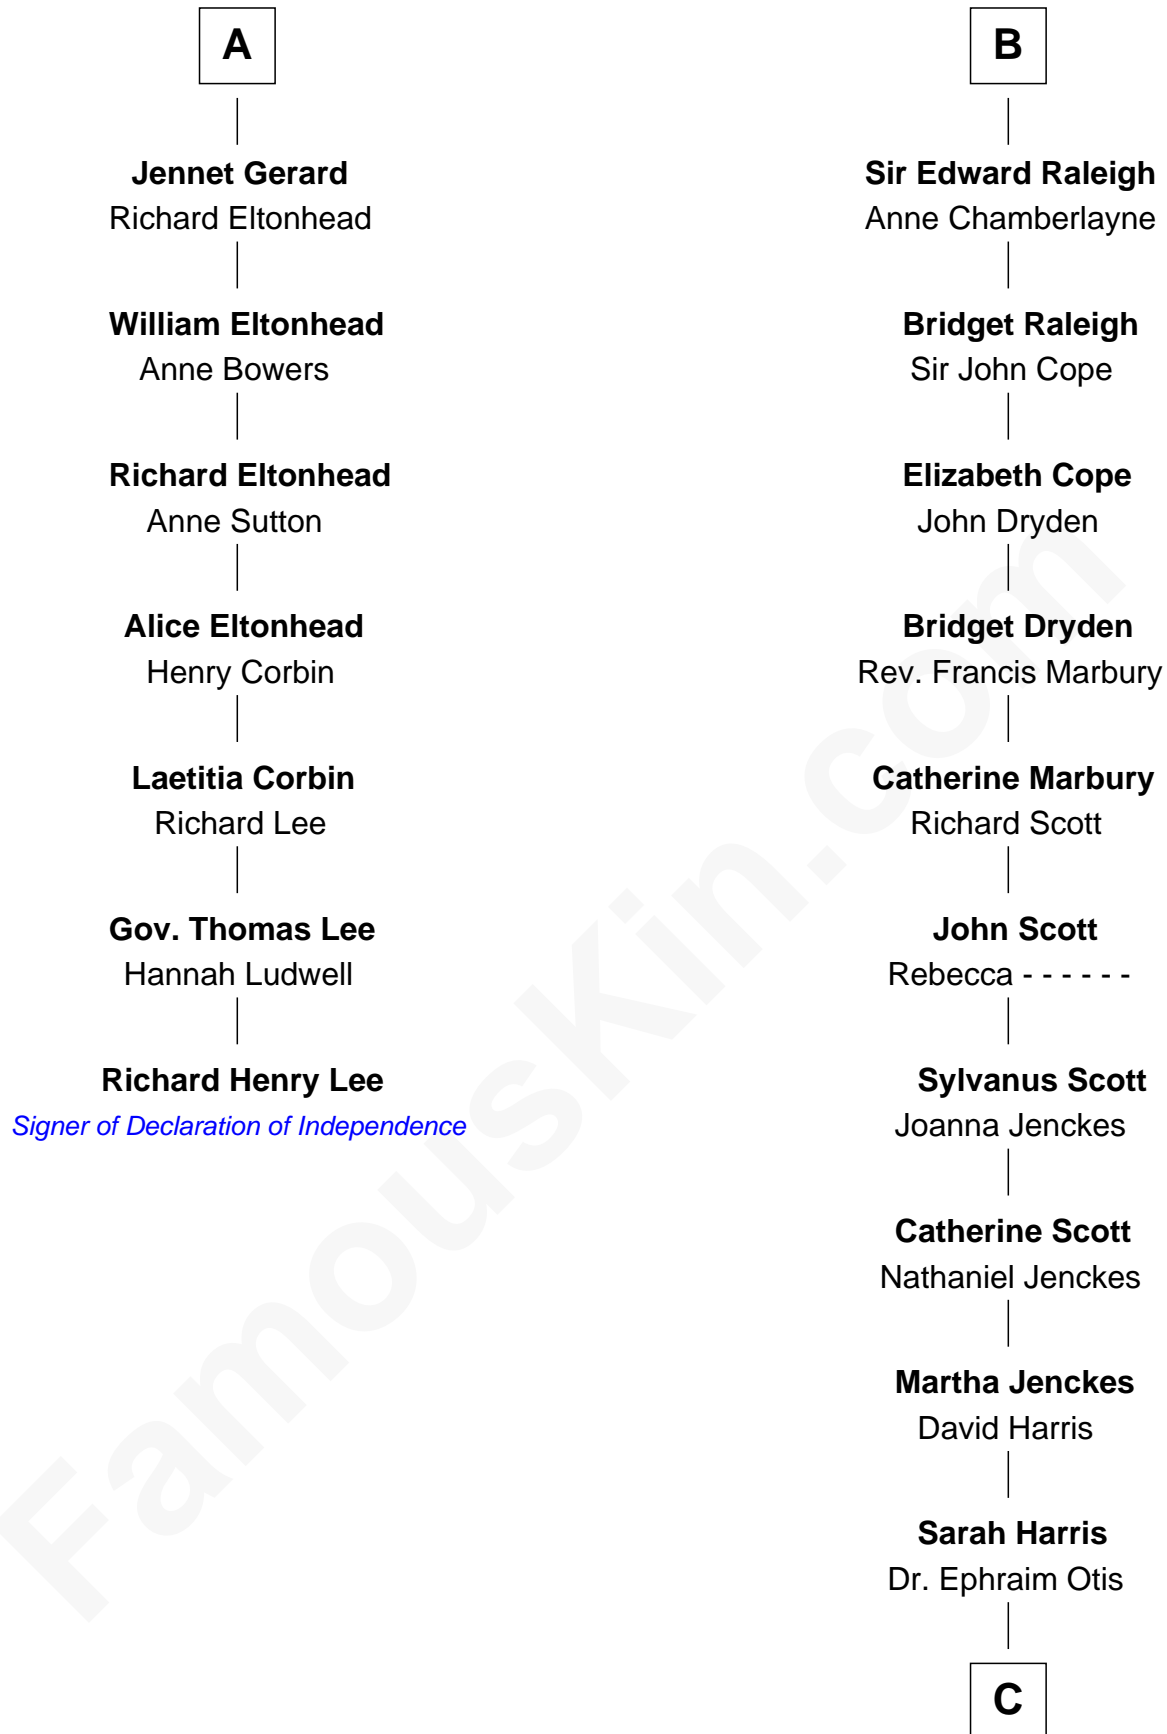 A
Jennet Gerard
Richard Eltonhead
William Eltonhead
Anne Bowers
Richard Eltonhead
Anne Sutton
Alice Eltonhead
Henry Corbin
Laetitia Corbin
Richard Lee
Gov. Thomas Lee
Hannah Ludwell
Richard Henry Lee
Signer of Declaration of Independence
B
Sir Edward Raleigh
Anne Chamberlayne
Bridget Raleigh
Sir John Cope
Elizabeth Cope
John Dryden
Bridget Dryden
Rev. Francis Marbury
Catherine Marbury
Richard Scott
John Scott
Rebecca - - - - - -
Sylvanus Scott
Joanna Jenckes
Catherine Scott
Nathaniel Jenckes
Martha Jenckes
David Harris
Sarah Harris
Dr. Ephraim Otis
C
FamousKin.com